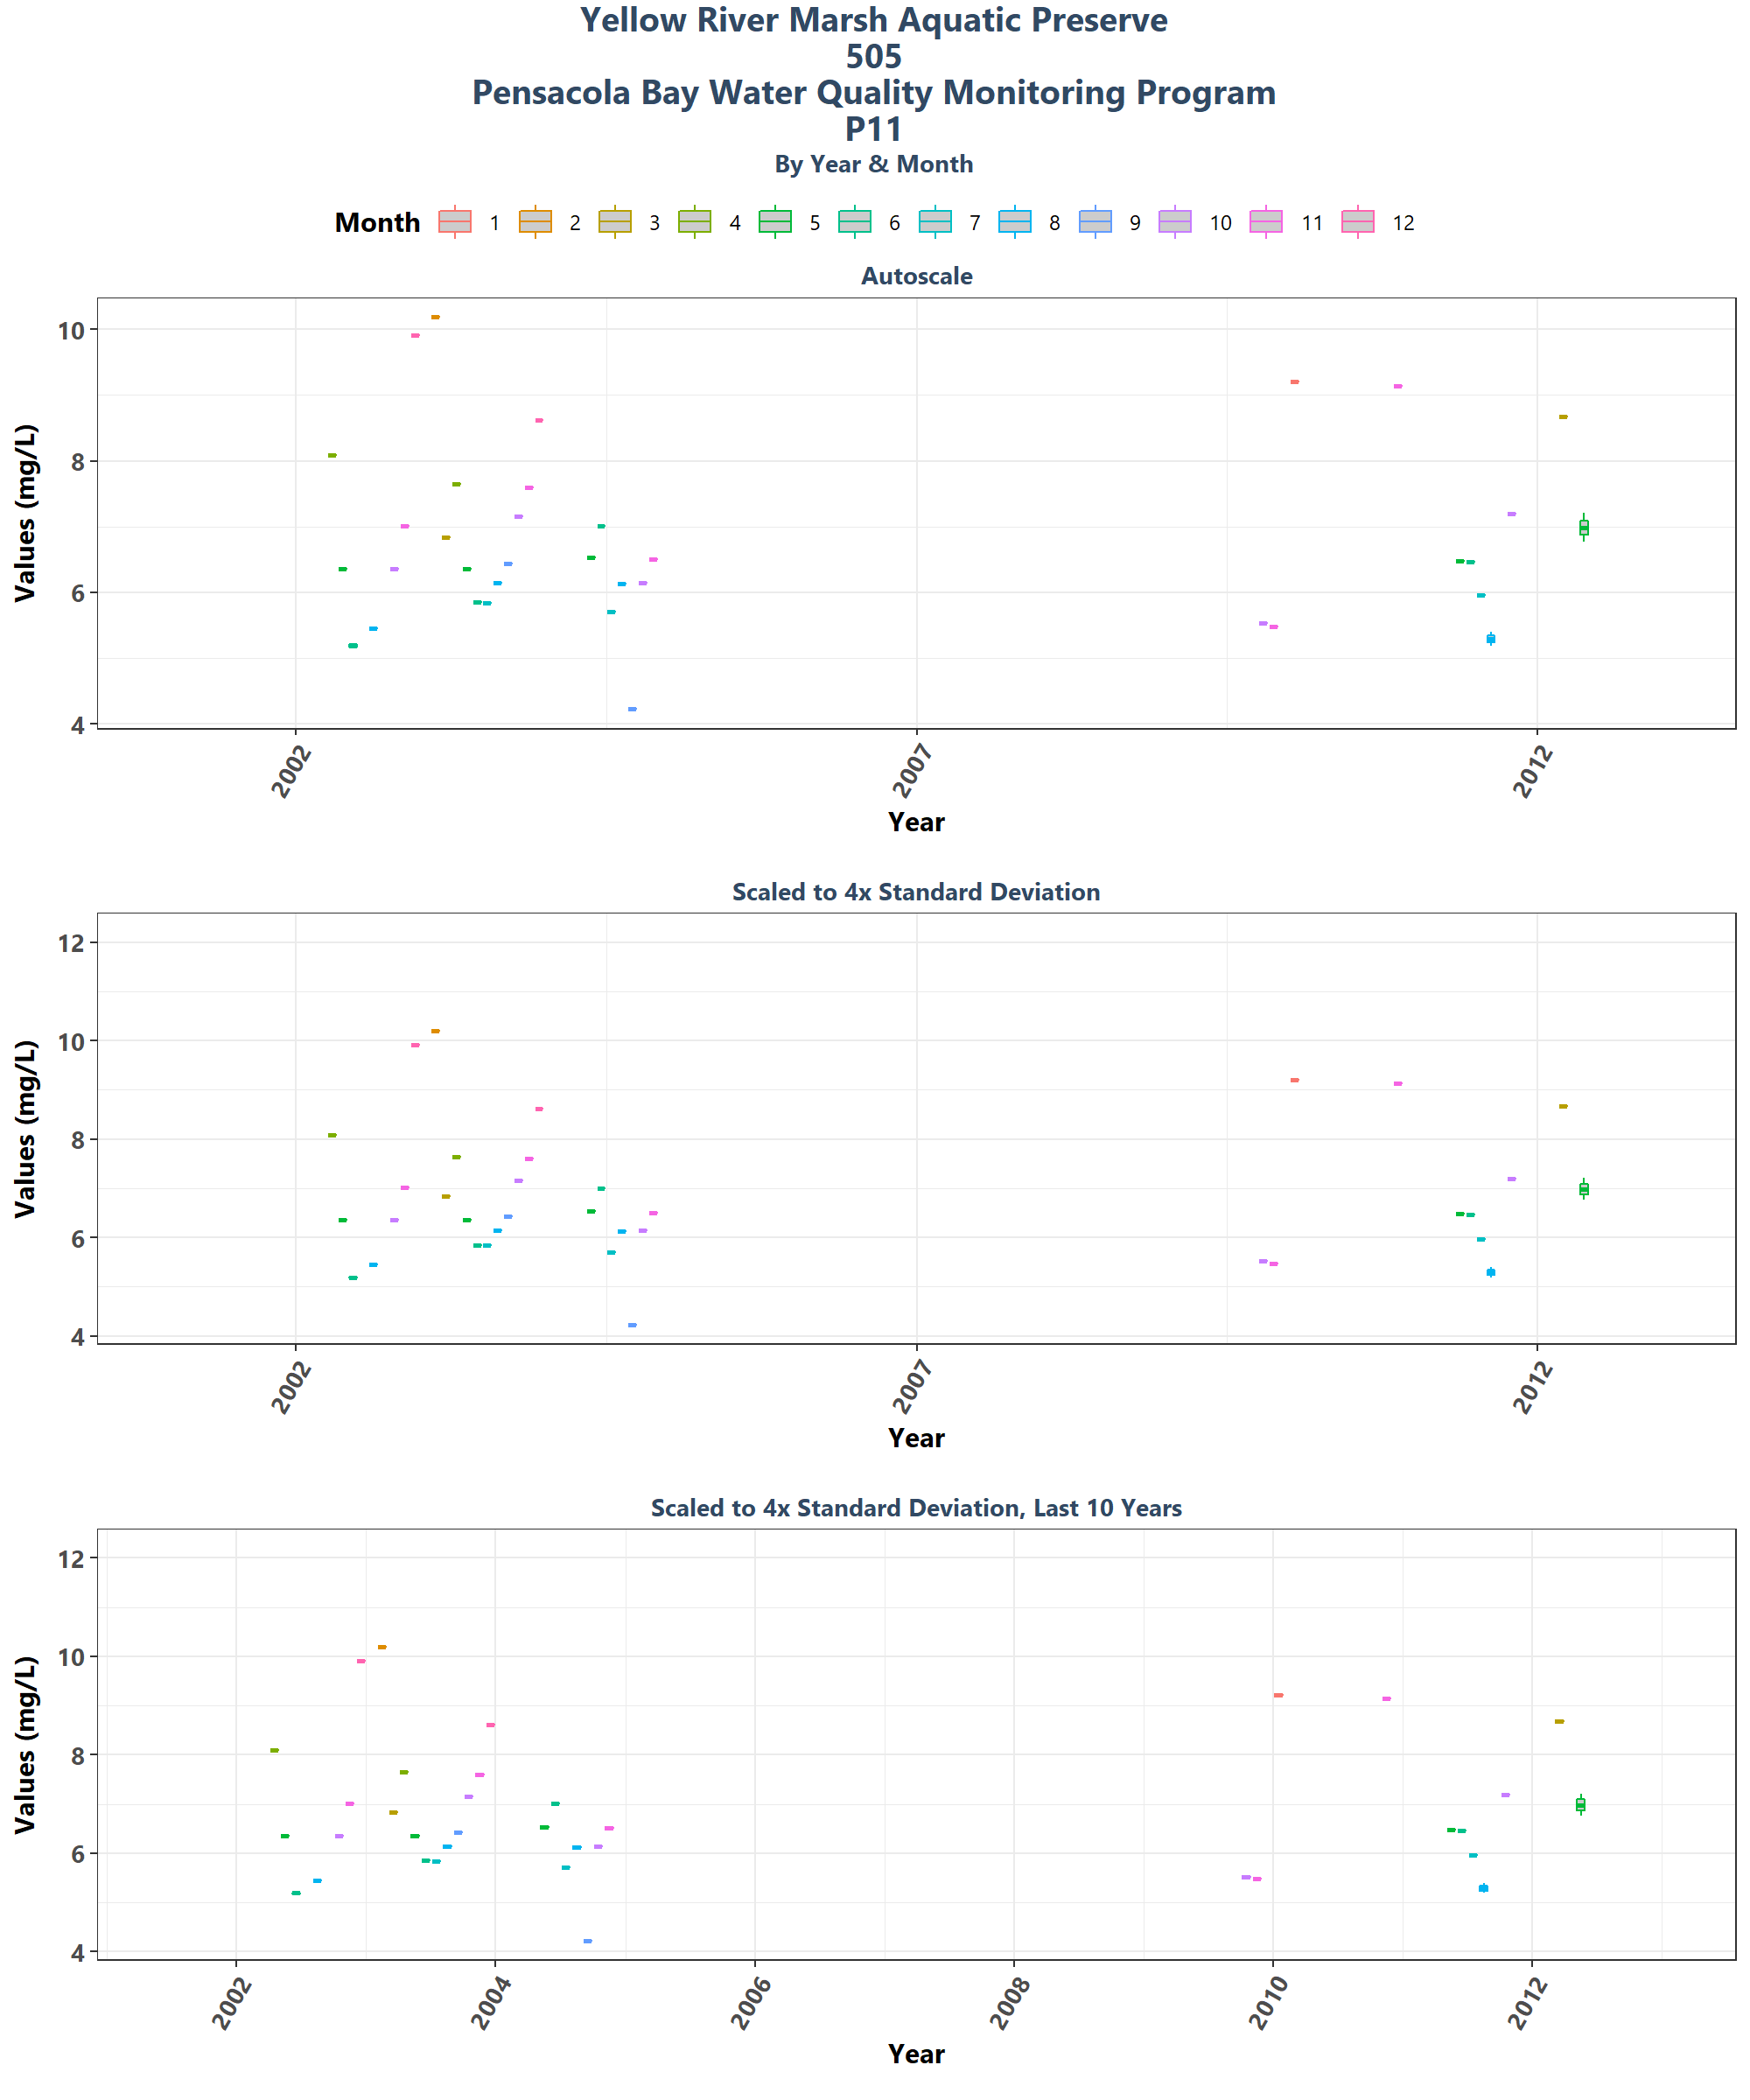 Yellow River Marsh Aquatic Preserve
505
Pensacola Bay Water Quality Monitoring Program
P11
By Year & Month
Month 1 2 3 4 5 6 7 8 9 10 11 12
Autoscale
10
8
6
4
Values (mg/L)
2002 2007 2012
Year
Scaled to 4x Standard Deviation
12
10
8
6
4
Values (mg/L)
2002 2007 2012
Year
Scaled to 4x Standard Deviation, Last 10 Years
12
10
8
6
4
Values (mg/L)
2002 2004 2006 2008 2010 2012
Year